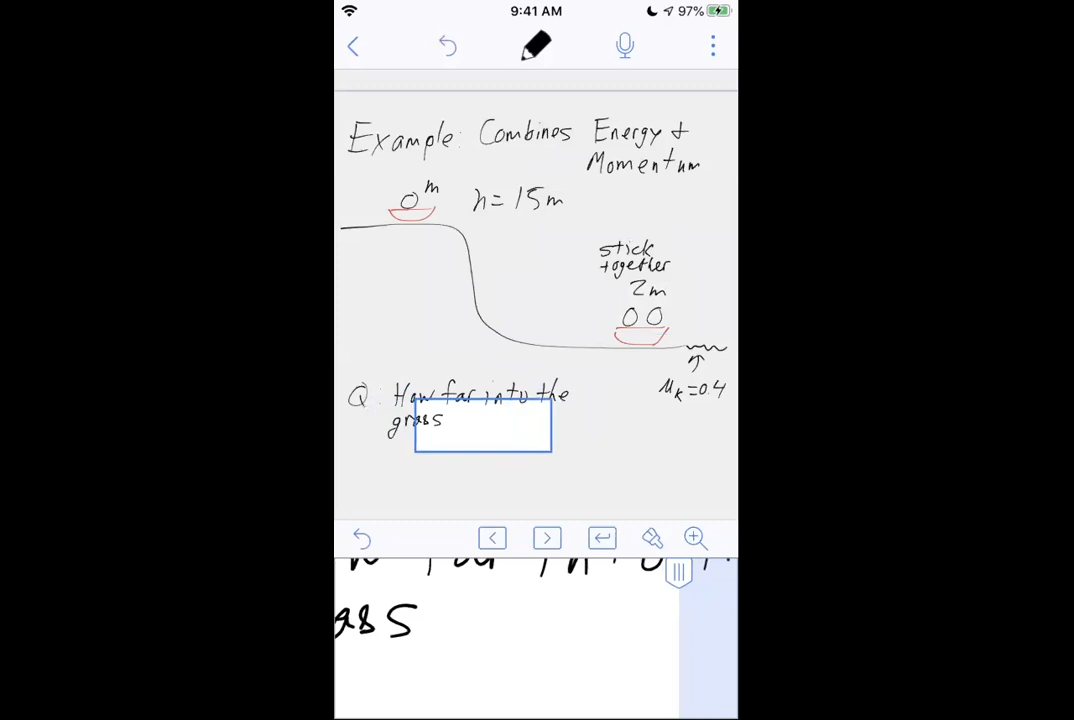 9:41 AM
97%
Example: Combines Energy +
Momentum
m
h = 15m
stick
together
2m
μk = 0.4
Q: How far into the
grass
ass